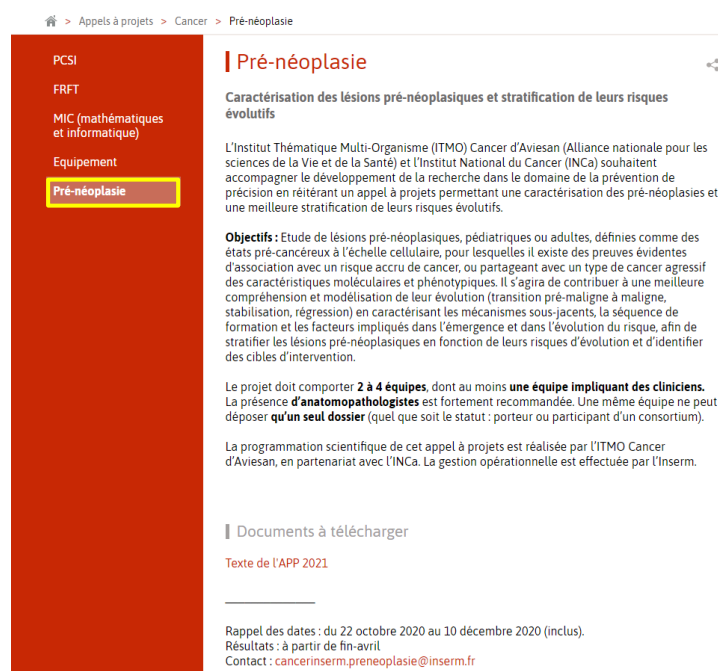 > Appels à projets > Cancer > Pré-néoplasie
PCSI
FRFT
MIC (mathématiques
et informatique)
Equipement
Pré-néoplasie
Pré-néoplasie
Caractérisation des lésions pré-néoplasiques et stratification de leurs risques
évolutifs
L’Institut Thématique Multi-Organisme (ITMO) Cancer d’Aviesan (Alliance nationale pour les
sciences de la Vie et de la Santé) et l’Institut National du Cancer (INCa) souhaitent
accompagner le développement de la recherche dans le domaine de la prévention de
précision en réitérant un appel à projets permettant une caractérisation des pré-néoplasies et
une meilleure stratification de leurs risques évolutifs.
Objectifs : Etude de lésions pré-néoplasiques, pédiatriques ou adultes, définies comme des
états pré-cancéreux à l’échelle cellulaire, pour lesquelles il existe des preuves évidentes
d'association avec un risque accru de cancer, ou partageant avec un type de cancer agressif
des caractéristiques moléculaires et phénotypiques. Il s’agira de contribuer à une meilleure
compréhension et modélisation de leur évolution (transition pré-maligne à maligne,
stabilisation, régression) en caractérisant les mécanismes sous-jacents, la séquence de
formation et les facteurs impliqués dans l’émergence et dans l’évolution du risque, afin de
stratifier les lésions pré-néoplasiques en fonction de leurs risques d’évolution et d’identifier
des cibles d’intervention.
Le projet doit comporter 2 à 4 équipes, dont au moins une équipe impliquant des cliniciens.
La présence d’anatomopathologistes est fortement recommandée. Une même équipe ne peut
déposer qu’un seul dossier (quel que soit le statut : porteur ou participant d’un consortium).
La programmation scientifique de cet appel à projets est réalisée par l’ITMO Cancer
d’Aviesan, en partenariat avec l’INCa. La gestion opérationnelle est effectuée par l’Inserm.
Documents à télécharger
Texte de l'APP 2021
Rappel des dates : du 22 octobre 2020 au 10 décembre 2020 (inclus).
Résultats : à partir de fin-avril
Contact : cancerinserm.preneoplasie@inserm.fr